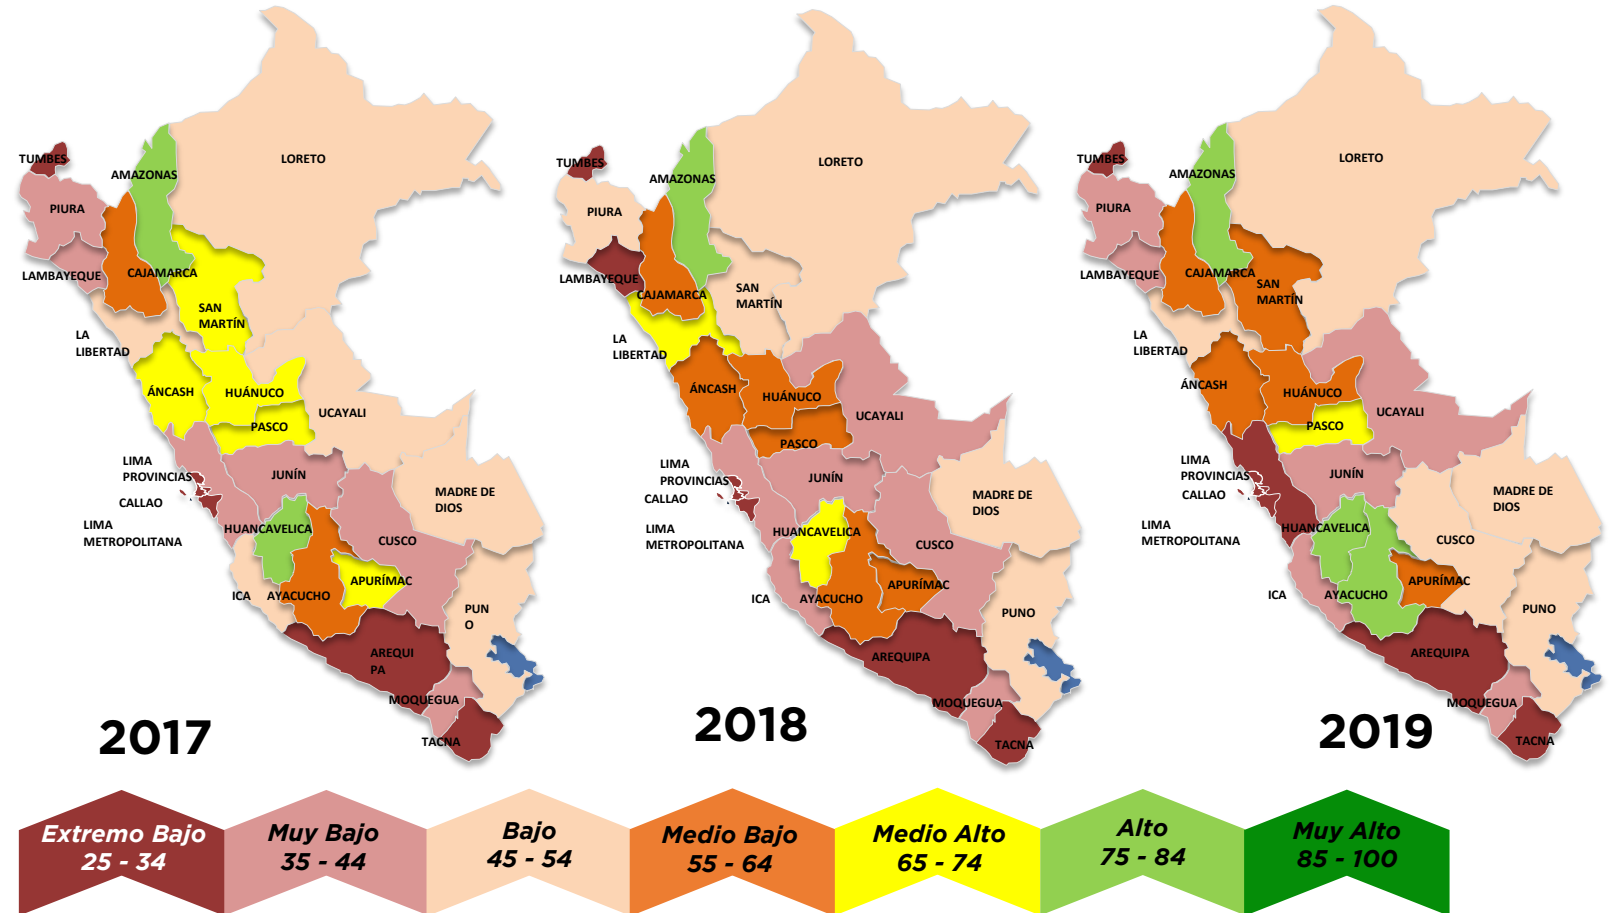 TUMBES
PIURA
LAMBAYEQUE
AMAZONAS
LORETO
CAJAMARCA
SAN
MARTÍN
LA
LIBERTAD
ÁNCASH
HUÁNUCO
PASCO
UCAYALI
LIMA
PROVINCIAS
CALLAO
LIMA
METROPOLITANA
JUNÍN
MADRE DE
DIOS
HUANCAVELICA
CUSCO
ICA
AYACUCHO
APURÍMAC
PUN
O
AREQUI
PA
MOQUEGUA
TACNA
2017
TUMBES
PIURA
LAMBAYEQUE
AMAZONAS
LORETO
CAJAMARCA
SAN
MARTÍN
LA
LIBERTAD
ÁNCASH
HUÁNUCO
PASCO
UCAYALI
LIMA
PROVINCIAS
CALLAO
LIMA
METROPOLITANA
JUNÍN
MADRE DE
DIOS
HUANCAVELICA
CUSCO
ICA
AYACUCHO
APURÍMAC
PUNO
AREQUIPA
MOQUEGUA
TACNA
2018
TUMBES
PIURA
LAMBAYEQUE
AMAZONAS
LORETO
CAJAMARCA
SAN
MARTÍN
LA
LIBERTAD
ÁNCASH
HUÁNUCO
PASCO
UCAYALI
LIMA
PROVINCIAS
CALLAO
LIMA
METROPOLITANA
JUNÍN
MADRE DE
DIOS
HUANCAVELICA
CUSCO
ICA
AYACUCHO
APURÍMAC
PUNO
AREQUIPA
MOQUEGUA
TACNA
2019
Extremo Bajo
25 - 34
Muy Bajo
35 - 44
Bajo
45 - 54
Medio Bajo
55 - 64
Medio Alto
65 - 74
Alto
75 - 84
Muy Alto
85 - 100